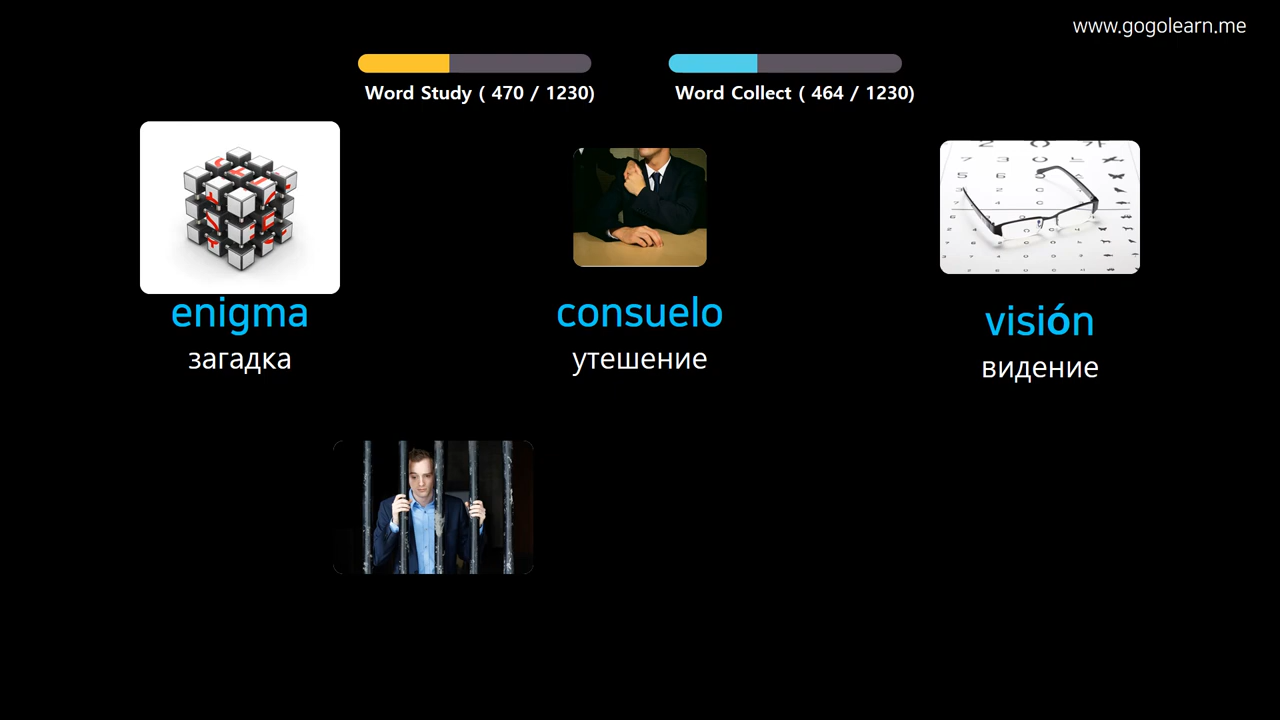 www.gogolearn.me
Word Study ( 470 / 1230)
Word Collect ( 464 / 1230)
enigma
загадка
consuelo
утешение
visión
видение